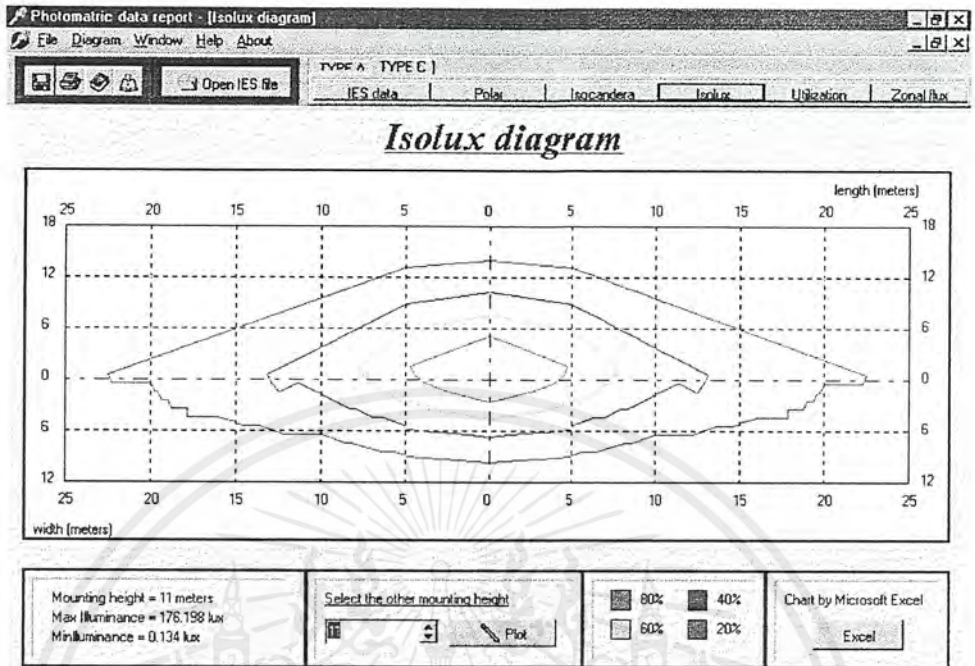 Photomatric data report - [Isolux diagram]
File Diagram Window Help About
TYPE A TYPE C )
Open IES file
IES data Polar Isocandera Isolux Utilization Zonal flux
Isolux diagram
length (meters)
25 20 15 10 5 0 5 10 15 20 25
18 18
12 12
6 6
0 0
6 6
12 12
25 20 15 10 5 0 5 10 15 20 25
width (meters)
Mounting height = 11 meters
Max Illuminance = 176.198 lux
MinIluminance = 0.134 lux
Select the other mounting height
11
Plot
80% 40%
60% 20%
Chart by Microsoft Excel
Excel